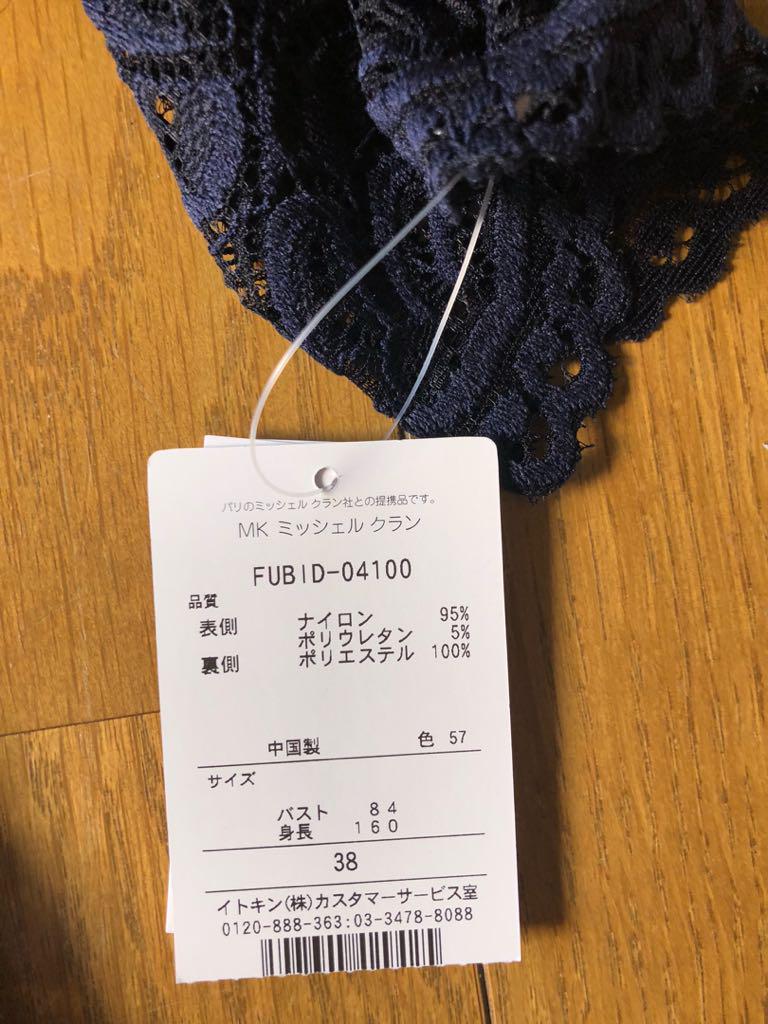 パリのミッシェル クラン社との提携品です。
MK ミッシェル クラン
FUBID-04100
品質
表側 ナイロン 95%
ポリウレタン 5%
裏側 ポリエステル 100%
中国製 色 57
サイズ
バスト 84
身長 160
38
イトキン(株)カスタマーサービス室
0120-888-363:03-3478-8088